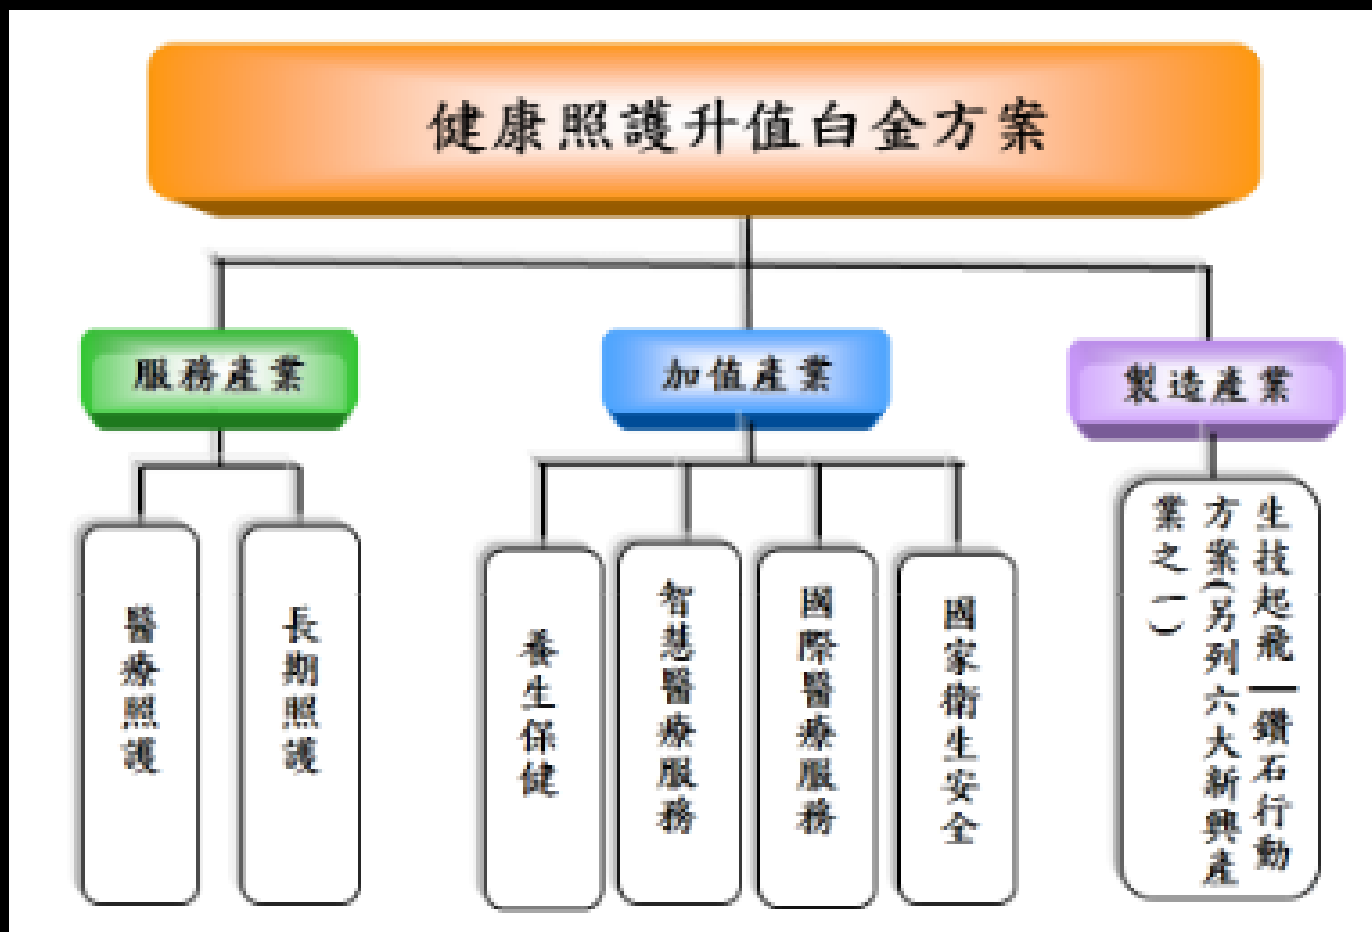 健康照護升值白金方案
服務產業
加值產業
製造產業
醫療照護
長期照護
養生保健
智慧醫療服務
國際醫療服務
國家衛生安全
生技起飛—鑽石行動
方案(另列六大新興產
業之一)